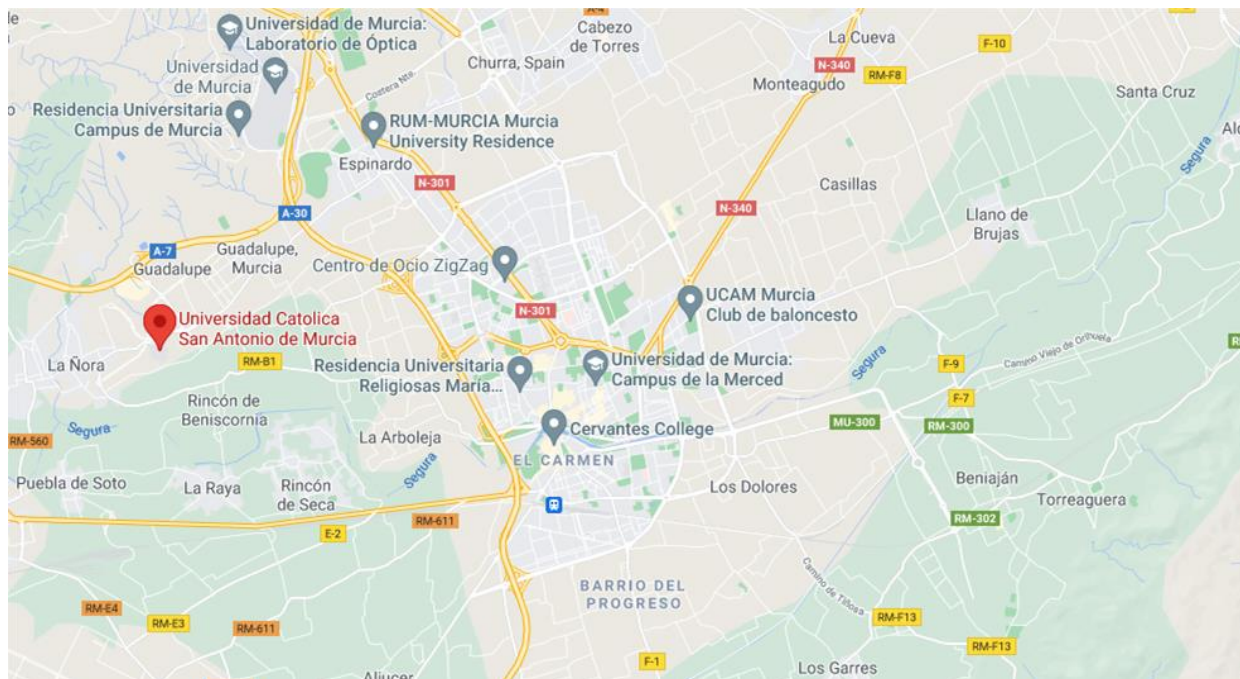 Universidad de Murcia:
Laboratorio de Óptica
Cabezo
de Torres
La Cueva
F-10
Churra, Spain
Universidad
de Murcia
N-340
RM-F8
Monteagudo
Santa Cruz
Costera Nte.
Residencia Universitaria
Campus de Murcia
RUM-MURCIA Murcia
University Residence
Segura
Espinardo
N-301
Casillas
A-30
N-340
Llano de
Brujas
A-7
Guadalupe
Guadalupe,
Murcia
Centro de Ocio ZigZag
UCAM Murcia
Club de baloncesto
N-301
Universidad Catolica
San Antonio de Murcia
La Ñora
RM-B1
Residencia Universitaria
Religiosas María...
Universidad de Murcia:
Campus de la Merced
Segura
F-9
Camino Viejo de Orihuela
F-7
Rincón de
Beniscornia
Segura
RM-560
La Arboleja
Cervantes College
MU-300
RM-300
EL CARMEN
Segura
Puebla de Soto
La Raya
Rincón
de Seca
Los Dolores
Beniaján
Torreaguera
E-2
RM-611
RM-302
BARRIO DEL
PROGRESO
Camino de Tiñosa
RM-E4
RM-E3
RM-611
RM-F13
RM-F13
F-1
Los Garres
Aljucer